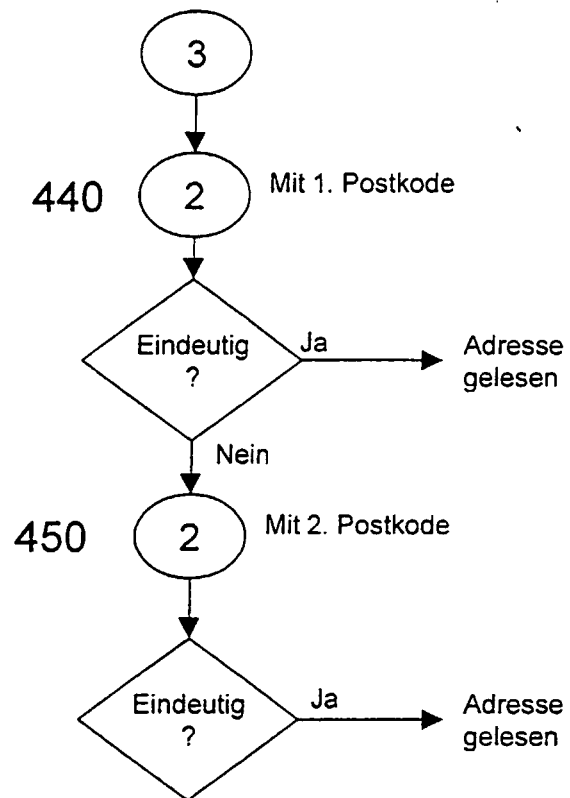 3
440
2
Mit 1. Postkode
Eindeutig
?
Ja
Adresse
gelesen
Nein
450
2
Mit 2. Postkode
Eindeutig
?
Ja
Adresse
gelesen